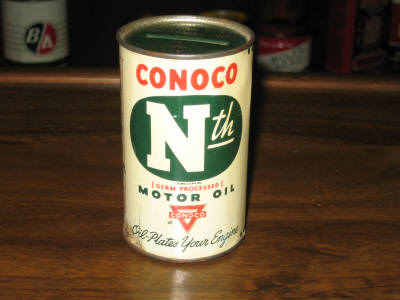 B/A
CONOCO
Nth
[GERM PROCESSED]
MOTOR OIL
CONOCO
Oil-Plates Your Engine